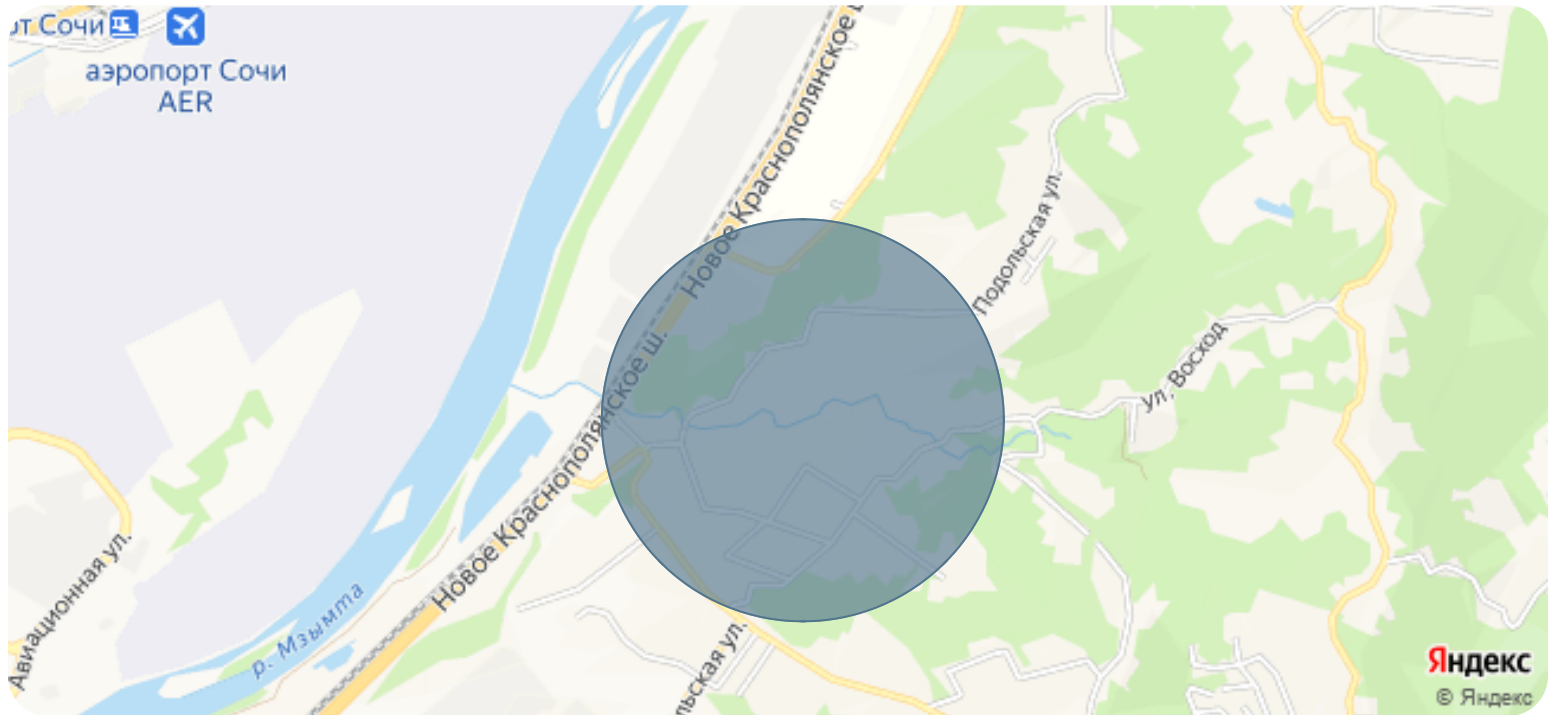 рт Сочи
аэропорт Сочи
AER
Новое Краснополянское
Подольская ул.
Новое Краснополянское ш.
ул. Восход
Авиационная ул.
р. Мзымта
льская ул.
Яндекс
© Яндекс